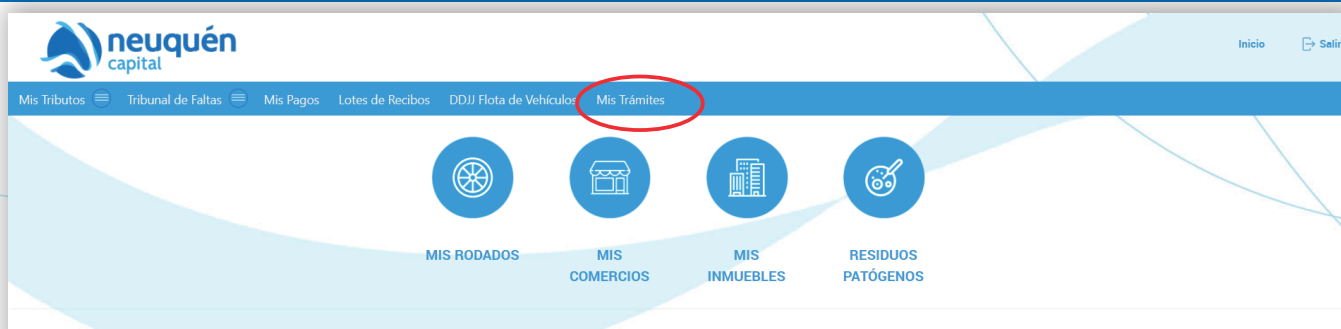 neuquén
capital
Inicio
Salir
Mis Tributos Tribunal de Faltas Mis Pagos Lotes de Recibos DDJJ Flota de Vehículos Mis Trámites
MIS RODADOS
MIS
COMERCIOS
MIS
INMUEBLES
RESIDUOS
PATÓGENOS